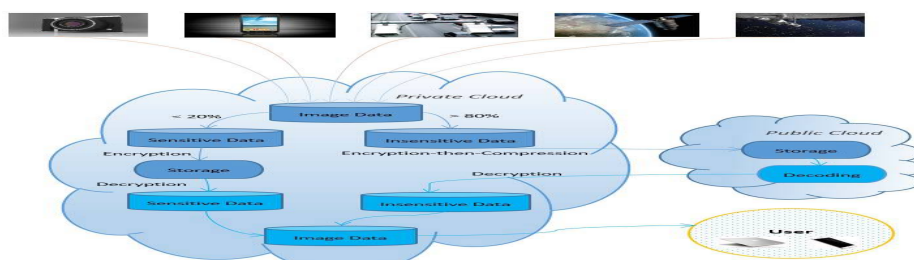 Private Cloud
< 20%
Image Data
> 80%
Sensitive Data
Insensitive Data
Public Cloud
Encryption
Encryption-then-Compression
Storage
Storage
Decryption
Decryption
Decoding
Sensitive Data
Insensitive Data
Image Data
User